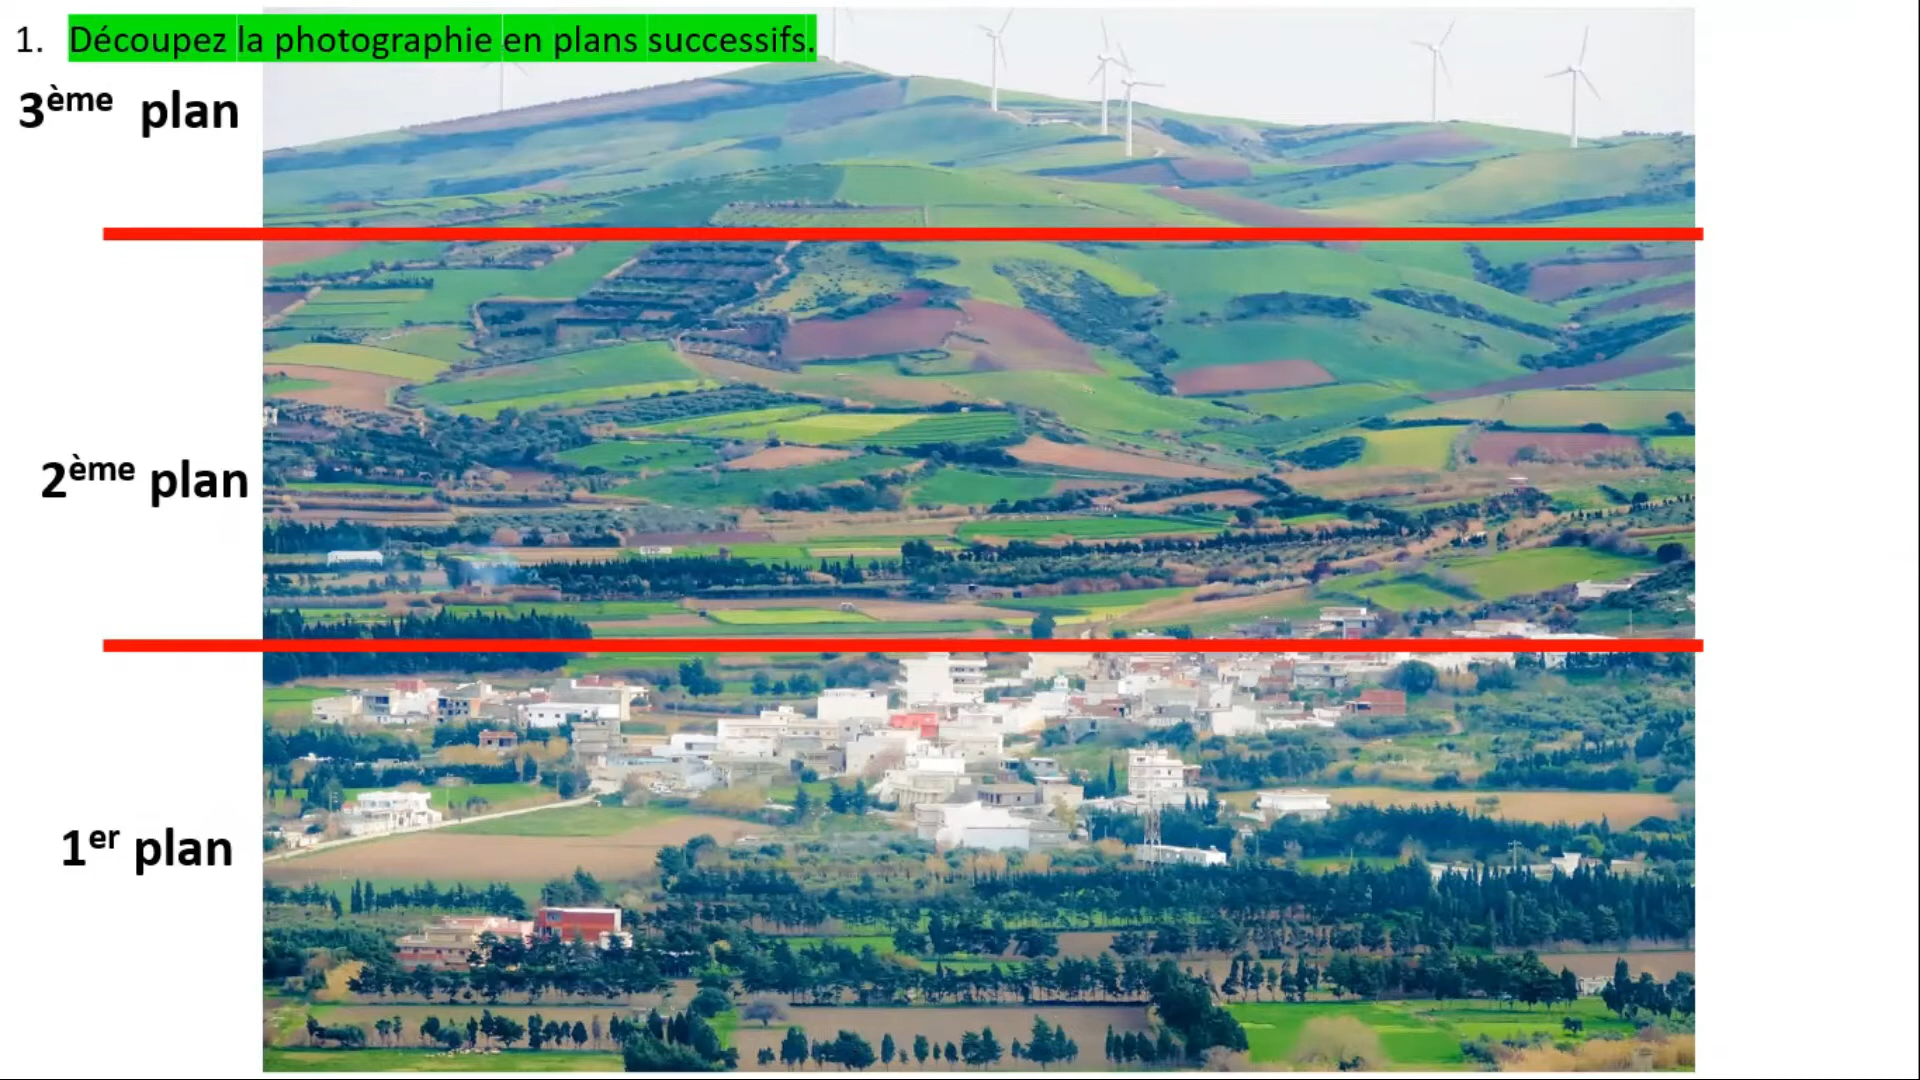 1. Découpez la photographie en plans successifs.
3ème plan
2ème plan
1er plan